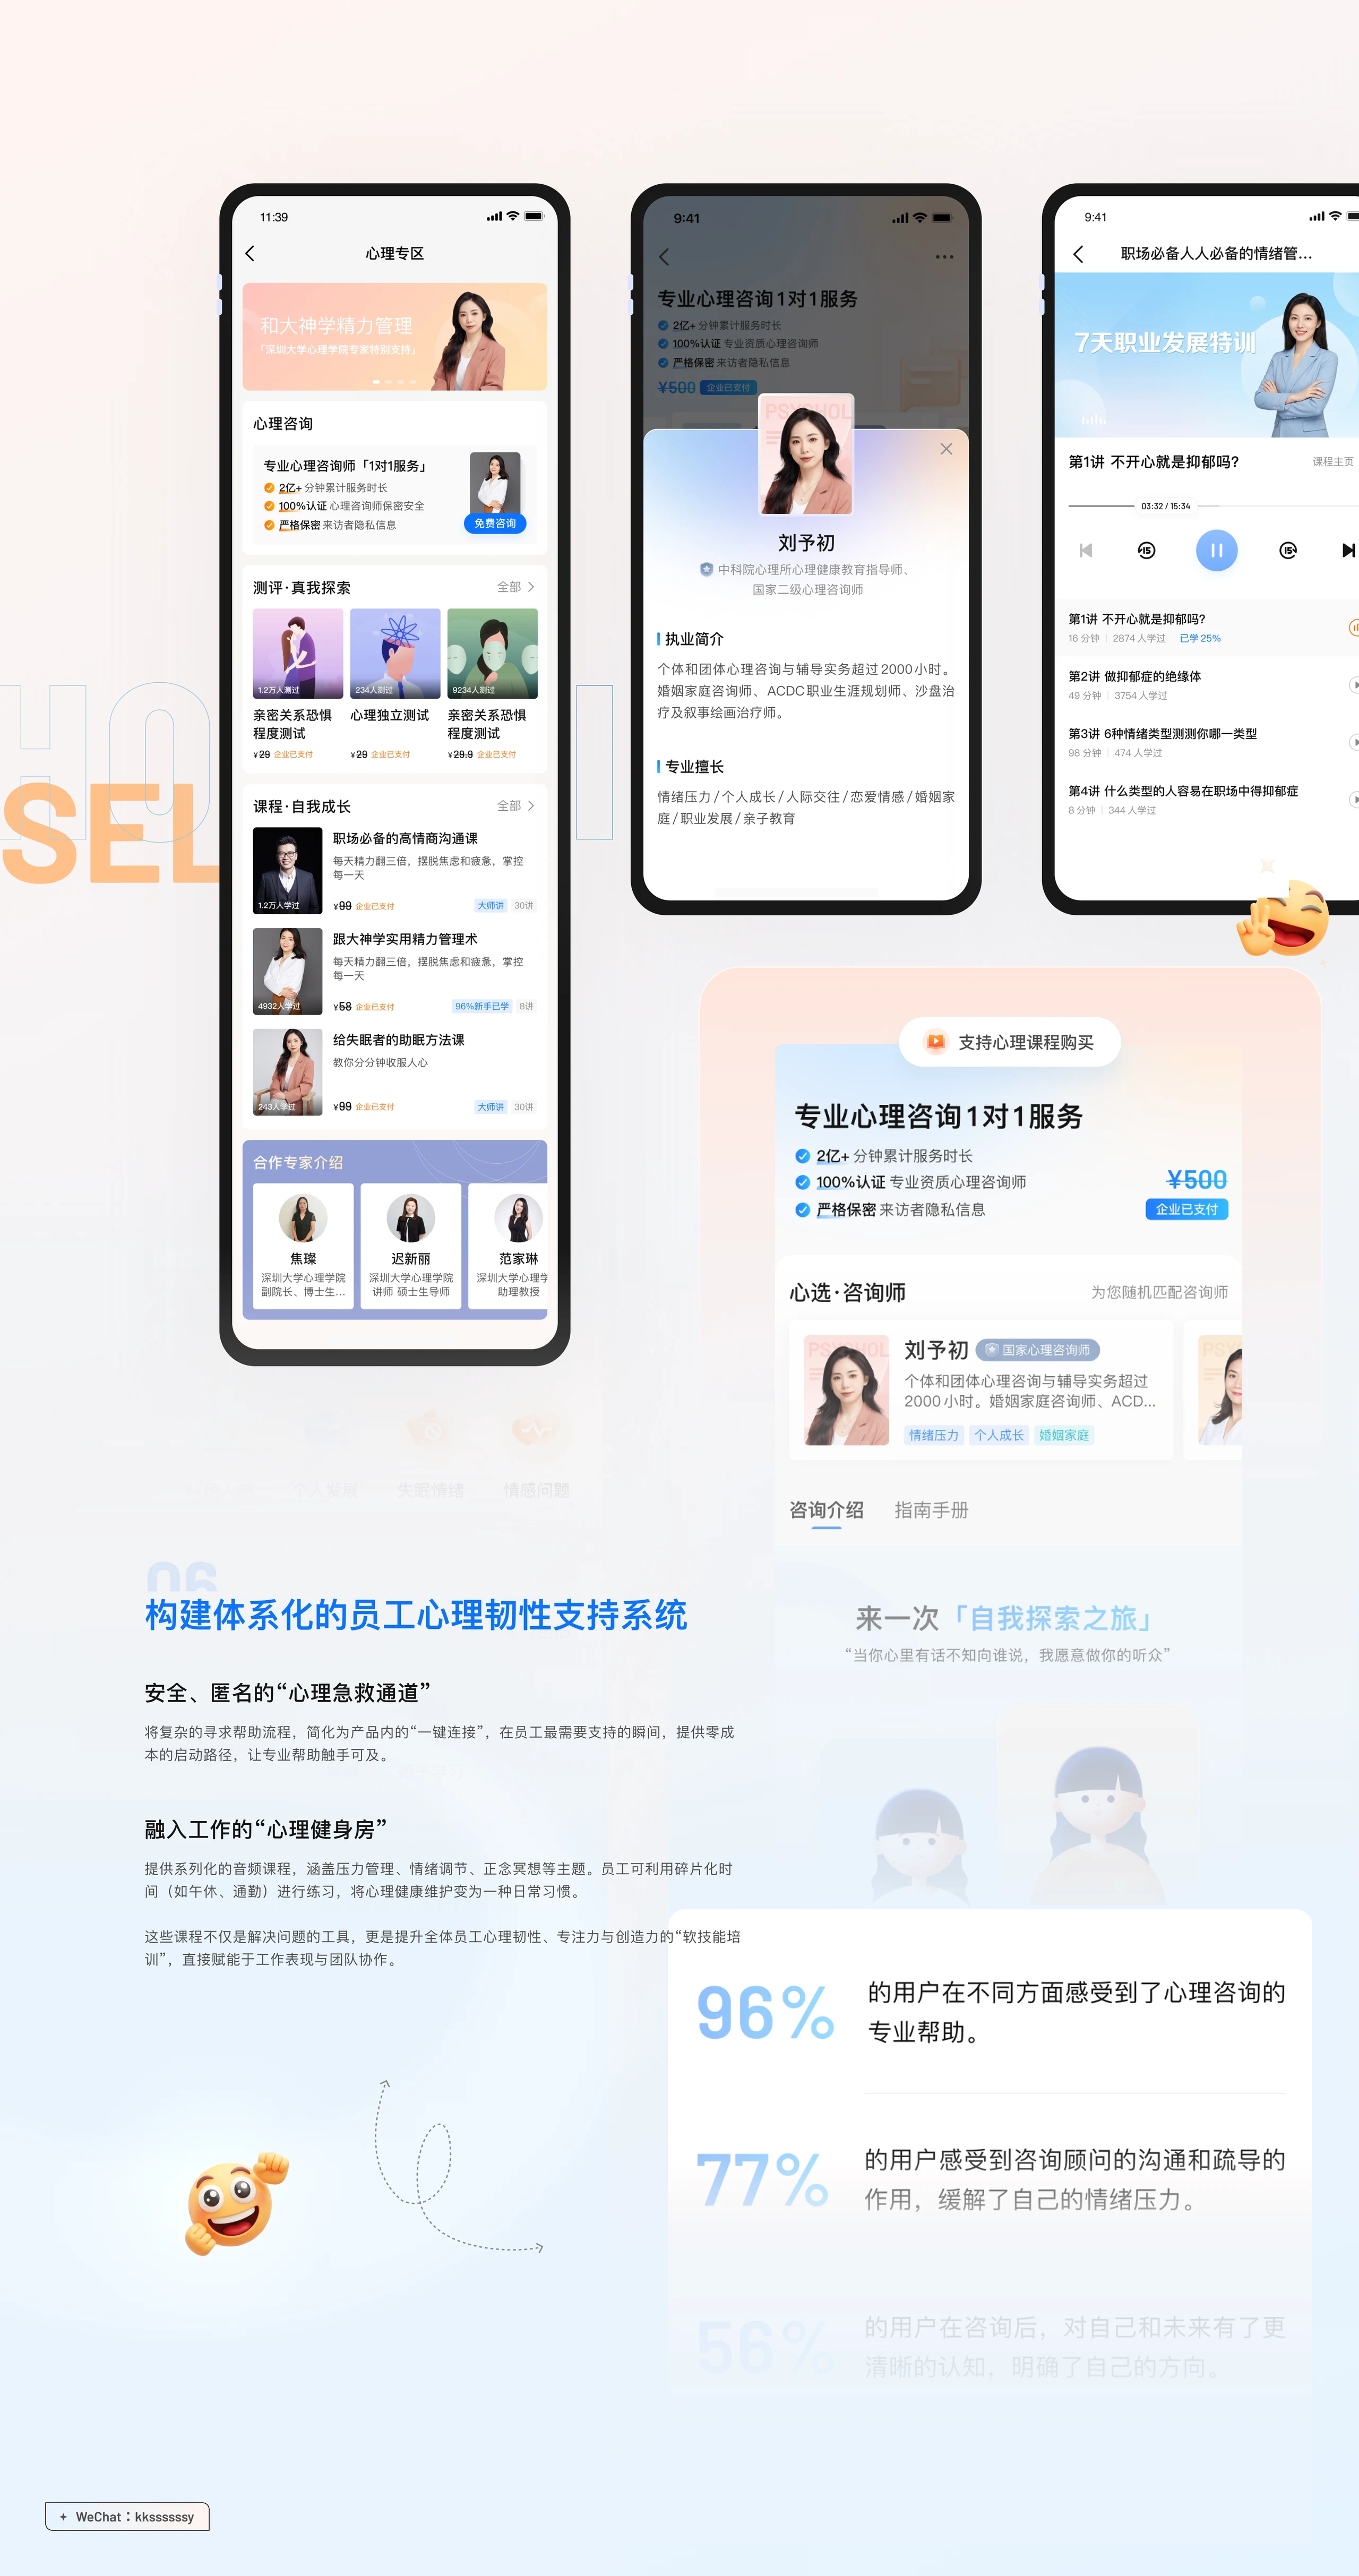 HO
SEL
11:39
心理专区
和大神学精力管理
「深圳大学心理学院专家特别支持」
心理咨询
专业心理咨询师「1对1服务」
2亿+ 分钟累计服务时长
100%认证 心理咨询师保密安全
严格保密 来访者隐私信息
免费咨询
测评·真我探索
全部
1.2万人测过
234人测过
9234人测过
亲密关系恐惧
程度测试
心理独立测试
亲密关系恐惧
程度测试
¥29 企业已支付
¥29 企业已支付
¥29.9 企业已支付
课程·自我成长
全部
职场必备的高情商沟通课
每天精力翻三倍，摆脱焦虑和疲惫，掌控
每一天
1.2万人学过
¥99 企业已支付
大师讲
30讲
跟大神学实用精力管理术
每天精力翻三倍，摆脱焦虑和疲惫，掌控
每一天
4932人学过
¥58 企业已支付
96%新手已学
8讲
给失眠者的助眠方法课
教你分分钟收服人心
243人学过
¥99 企业已支付
大师讲
30讲
合作专家介绍
焦璨
深圳大学心理学院
副院长、博士生...
迟新丽
深圳大学心理学院
讲师 硕士生导师
范家琳
深圳大学心理学
助理教授
9:41
专业心理咨询1对1服务
2亿+ 分钟累计服务时长
100%认证 专业资质心理咨询师
严格保密 来访者隐私信息
¥500 企业已支付
PSYCHOL
刘予初
中科院心理所心理健康教育指导师、
国家二级心理咨询师
执业简介
个体和团体心理咨询与辅导实务超过2000小时。
婚姻家庭咨询师、ACDC职业生涯规划师、沙盘治
疗及叙事绘画治疗师。
专业擅长
情绪压力/个人成长/人际交往/恋爱情感/婚姻家
庭/职业发展/亲子教育
9:41
职场必备人人必备的情绪管...
7天职业发展特训
第1讲 不开心就是抑郁吗?
课程主页
03:32 / 15:34
15
15
第1讲 不开心就是抑郁吗?
16 分钟 | 2874 人学过 已学 25%
第2讲 做抑郁症的绝缘体
49 分钟 | 3754 人学过
第3讲 6种情绪类型测测你哪一类型
98 分钟 | 474 人学过
第4讲 什么类型的人容易在职场中得抑郁症
8 分钟 | 344 人学过
支持心理课程购买
专业心理咨询1对1服务
2亿+ 分钟累计服务时长
100%认证 专业资质心理咨询师
严格保密 来访者隐私信息
¥500
企业已支付
心选·咨询师
为您随机匹配咨询师
PSYCHOL
刘予初
国家心理咨询师
个体和团体心理咨询与辅导实务超过
2000小时。婚姻家庭咨询师、ACD...
情绪压力
个人成长
婚姻家庭
PS
咨询介绍
指南手册
来一次「自我探索之旅」
“当你心里有话不知向谁说，我愿意做你的听众”
个人发展
失眠情绪
情感问题
06
构建体系化的员工心理韧性支持系统
安全、匿名的“心理急救通道”
将复杂的寻求帮助流程，简化为产品内的“一键连接”，在员工最需要支持的瞬间，提供零成
本的启动路径，让专业帮助触手可及。
融入工作的“心理健身房”
提供系列化的音频课程，涵盖压力管理、情绪调节、正念冥想等主题。员工可利用碎片化时
间（如午休、通勤）进行练习，将心理健康维护变为一种日常习惯。
这些课程不仅是解决问题的工具，更是提升全体员工心理韧性、专注力与创造力的“软技能培
训”，直接赋能于工作表现与团队协作。
96%
的用户在不同方面感受到了心理咨询的
专业帮助。
77%
的用户感受到咨询顾问的沟通和疏导的
作用，缓解了自己的情绪压力。
56%
的用户在咨询后，对自己和未来有了更
清晰的认知，明确了自己的方向。
WeChat：kkssssssy